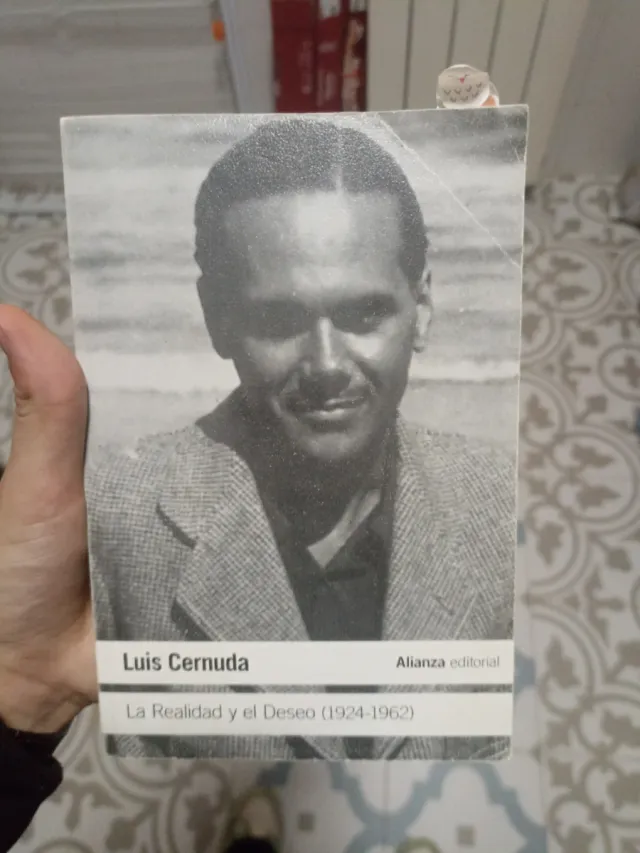 Luis Cernuda
Alianza editorial
La Realidad y el Deseo (1924-1962)